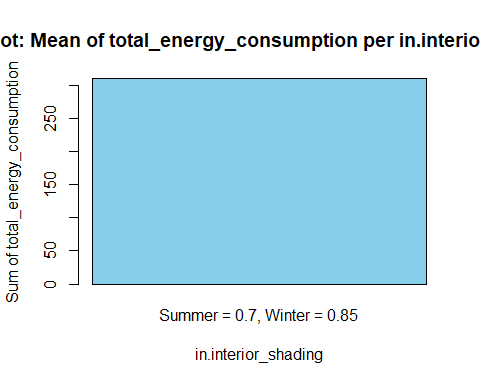 ot: Mean of total_energy_consumption per in.interio
Sum of total_energy_consumption
250
150
50
0
Summer = 0.7, Winter = 0.85
in.interior_shading